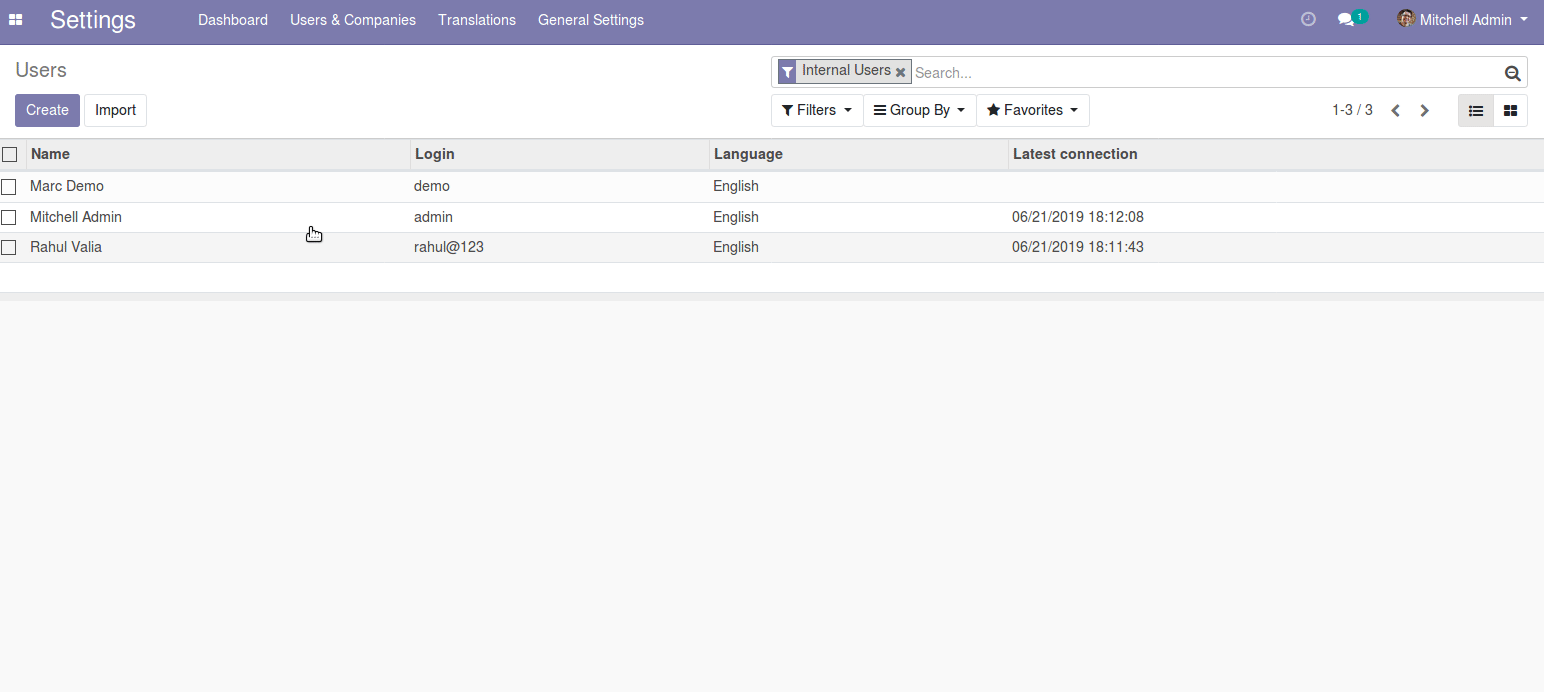 Settings Dashboard Users & Companies Translations General Settings 1 Mitchell Admin
Users Internal Users Search...
Create Import Filters Group By Favorites 1-3 / 3
Name Login Language Latest connection
Marc Demo demo English
Mitchell Admin admin English 06/21/2019 18:12:08
Rahul Valia rahul@123 English 06/21/2019 18:11:43